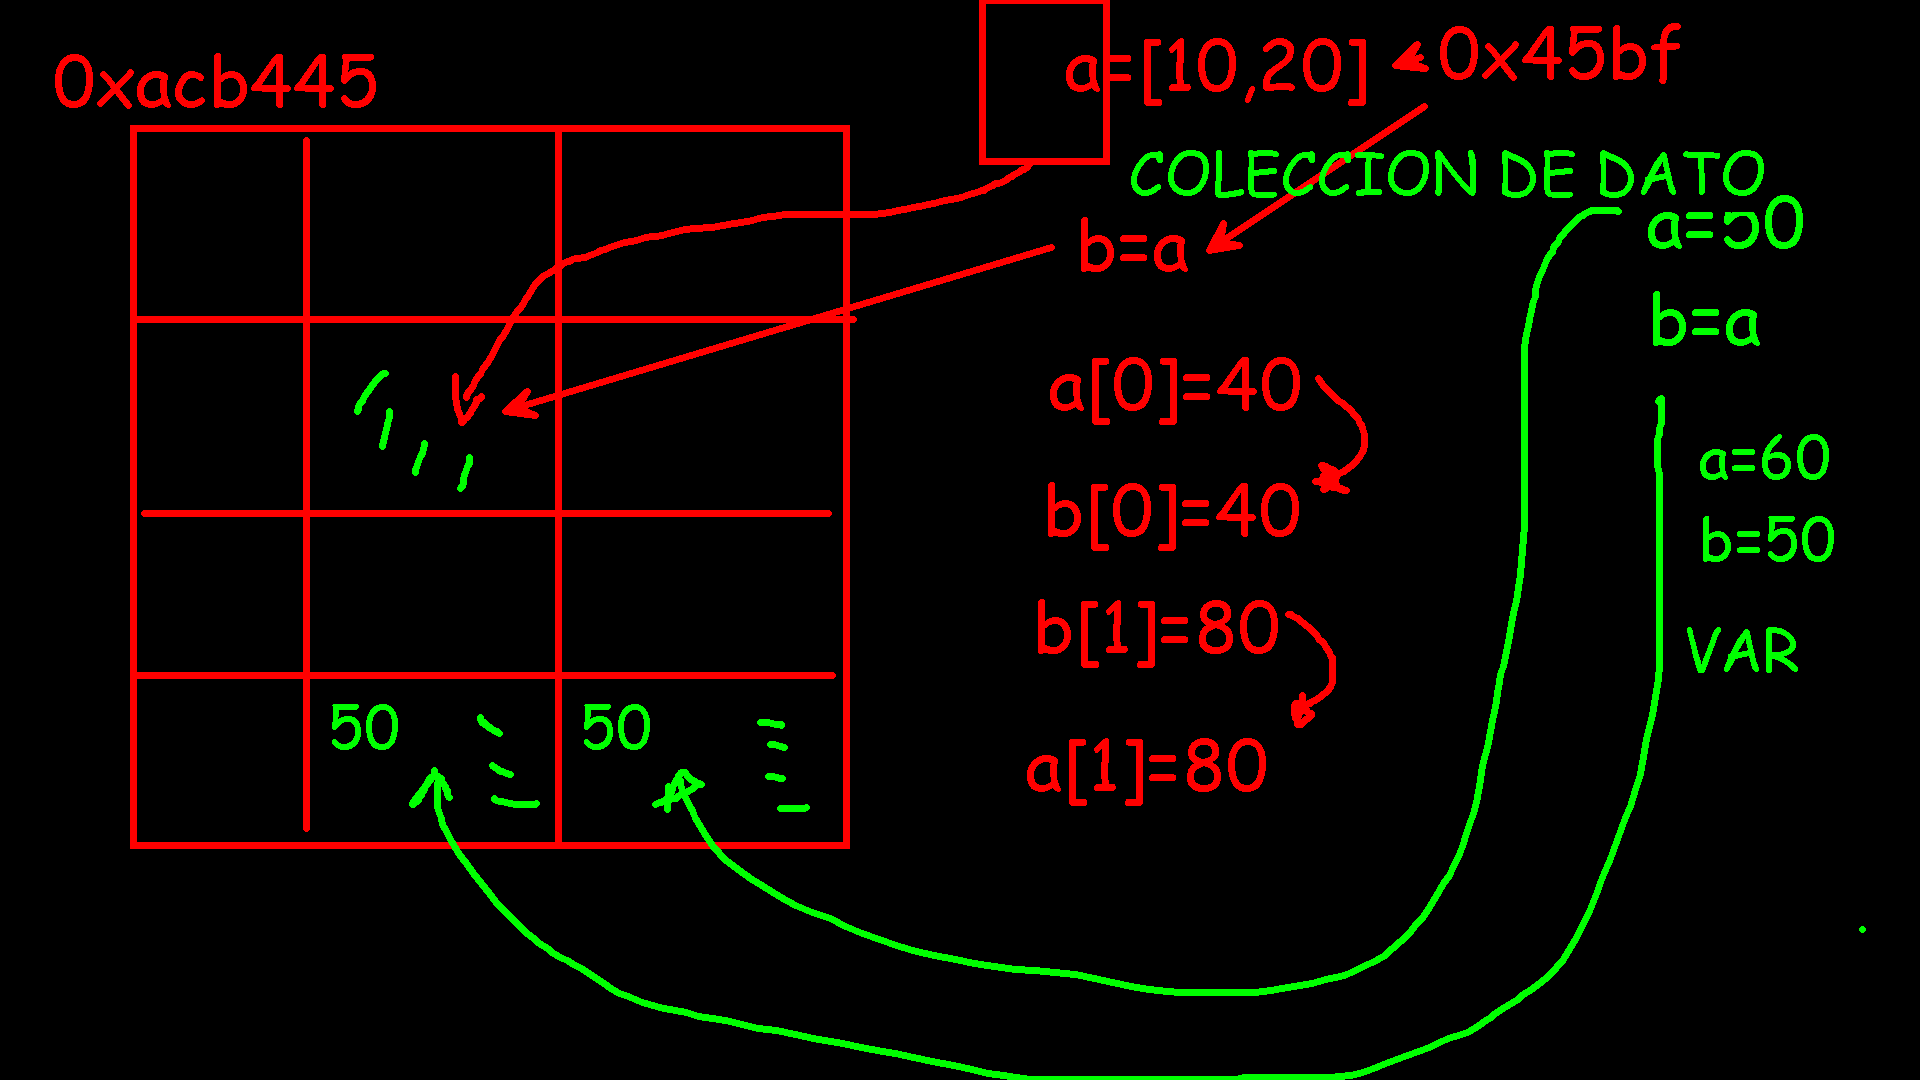 0xacb445
a=[10,20]
0x45bf
COLECCION DE DATO
b=a
a[0]=40
b[0]=40
b[1]=80
a[1]=80
a=50
b=a
a=60
b=50
VAR
50
50